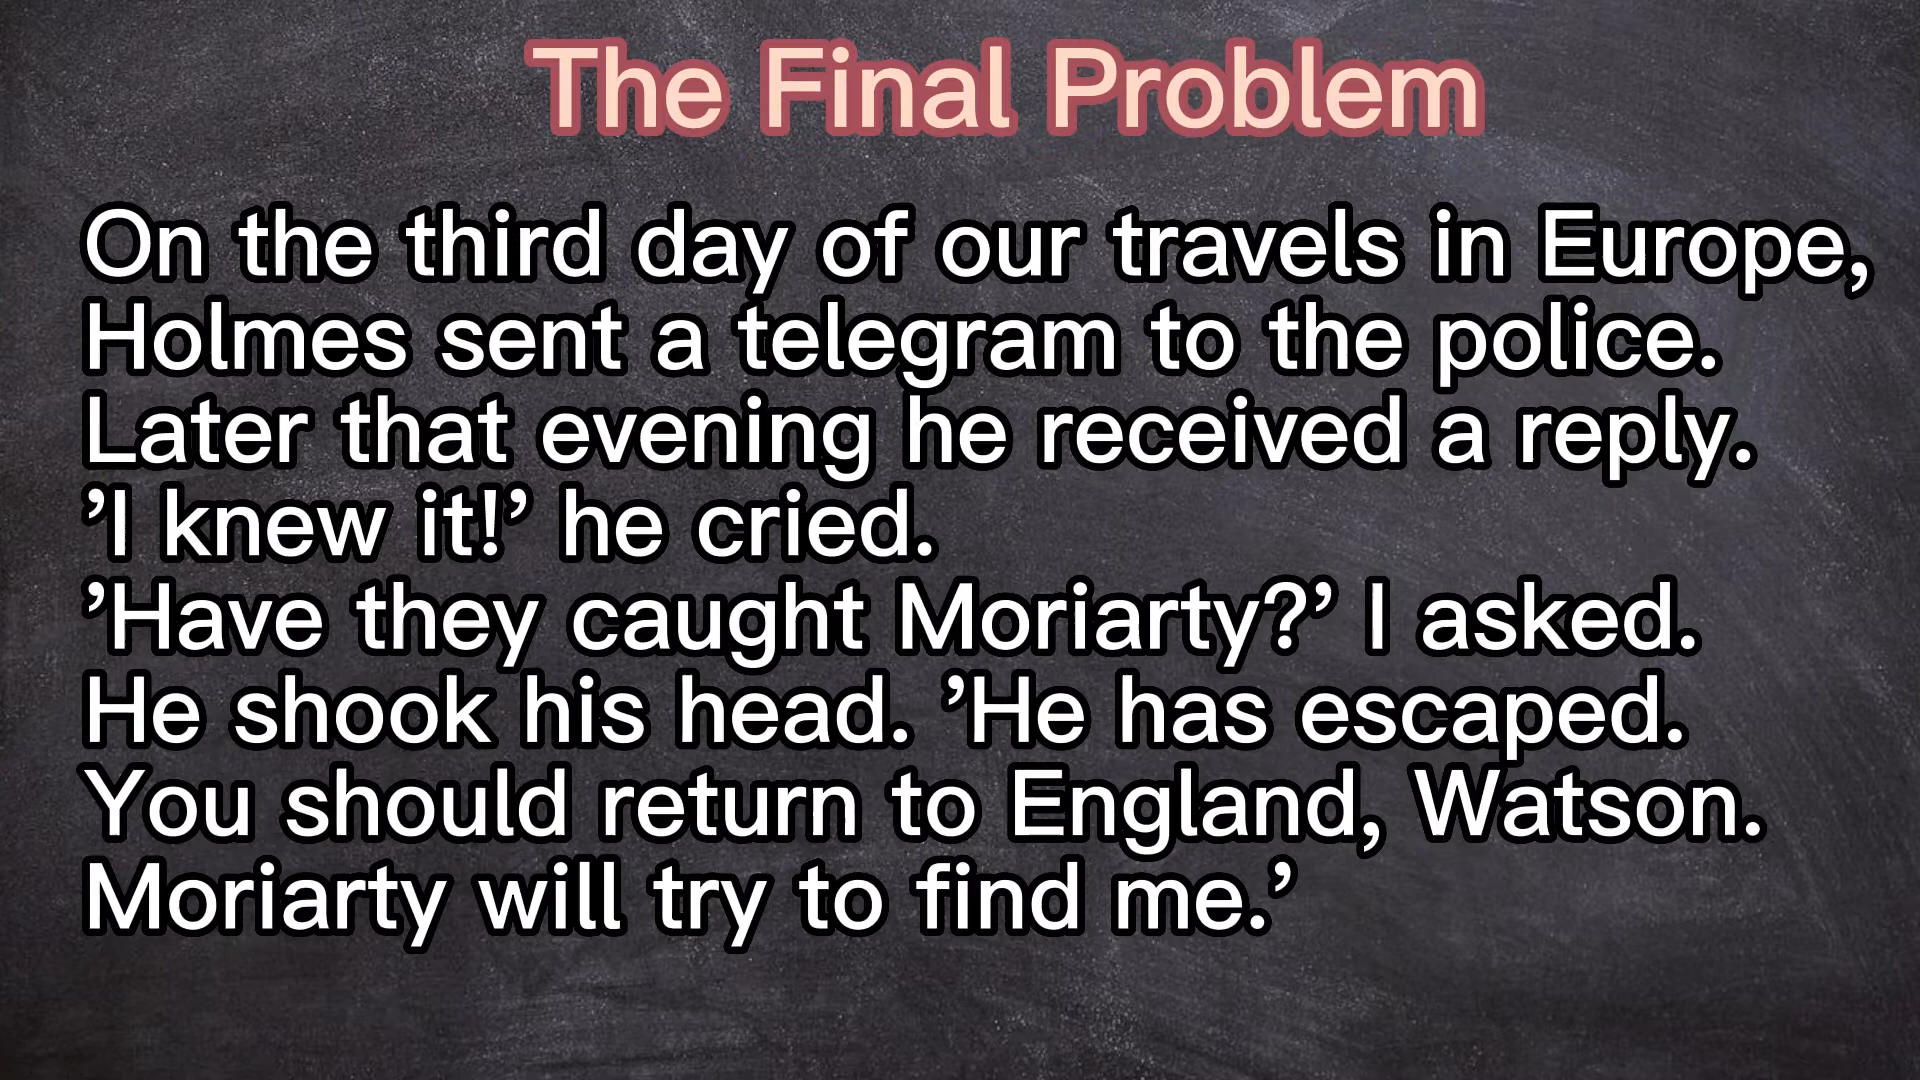 The Final Problem
On the third day of our travels in Europe,
Holmes sent a telegram to the police.
Later that evening he received a reply.
’I knew it!’ he cried.
’Have they caught Moriarty?’ I asked.
He shook his head. ’He has escaped.
You should return to England, Watson.
Moriarty will try to find me.’